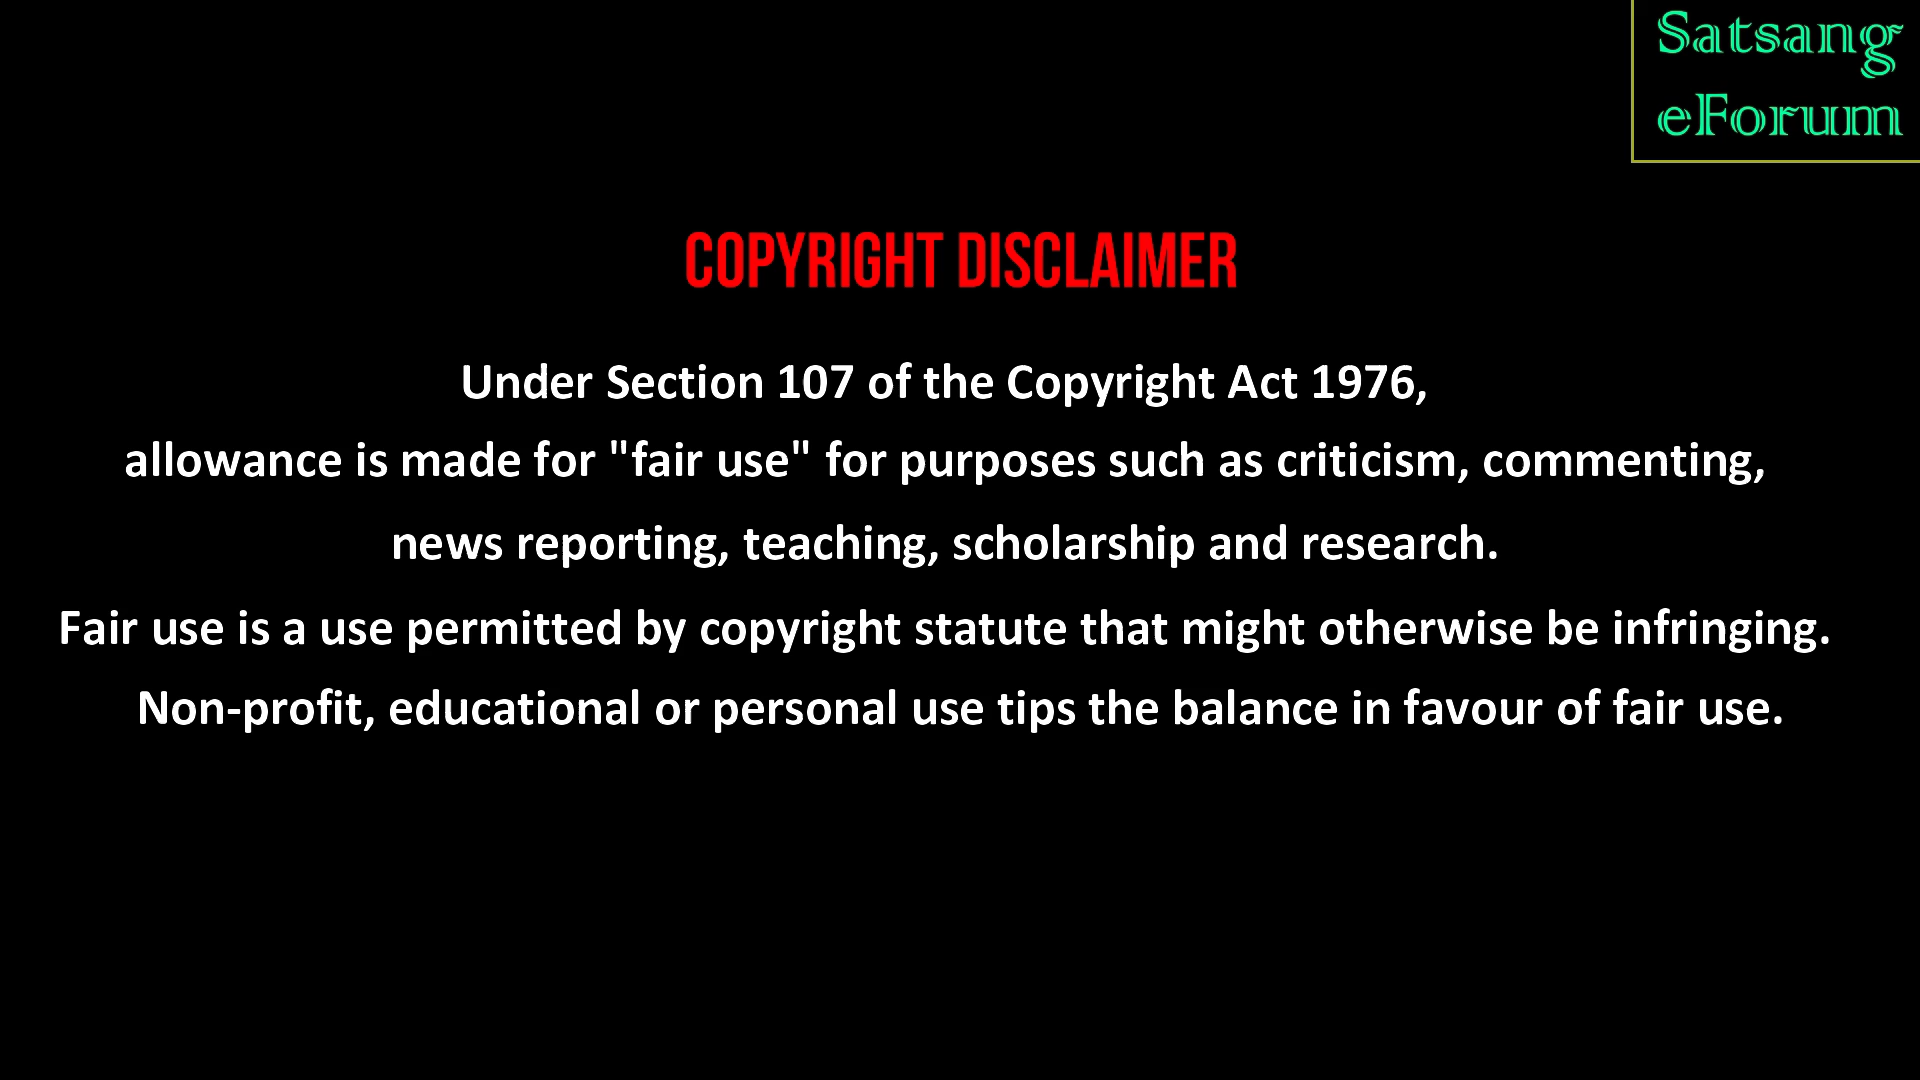 Satsang
eForum
COPYRIGHT DISCLAIMER
Under Section 107 of the Copyright Act 1976,
allowance is made for "fair use" for purposes such as criticism, commenting,
news reporting, teaching, scholarship and research.
Fair use is a use permitted by copyright statute that might otherwise be infringing.
Non-profit, educational or personal use tips the balance in favour of fair use.